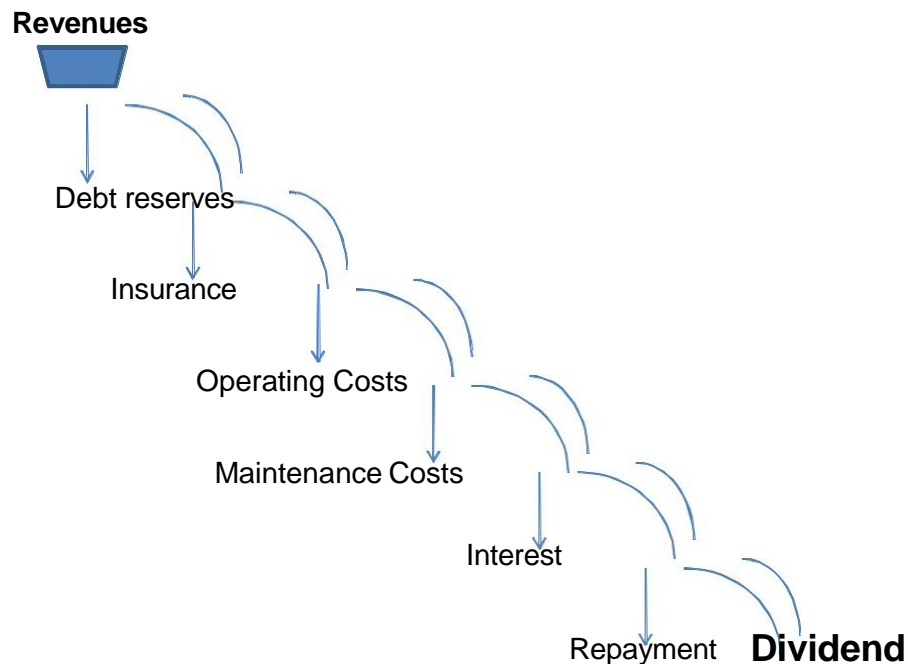 Revenues
Debt reserves
Insurance
Operating Costs
Maintenance Costs
Interest
Repayment Dividend